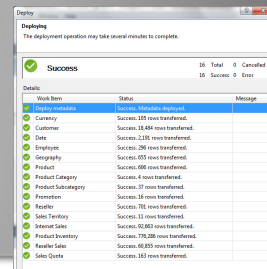 Deploy
Deploying
The deployment operation may take several minutes to complete.
Success
16 Total 0 Cancelled
16 Success 0 Error
Details:
Work Item Status Message
Deploy metadata Success. Metadata deployed.
Currency Success. 105 rows transferred.
Customer Success. 18,484 rows transferred.
Date Success. 2,191 rows transferred.
Employee Success. 296 rows transferred.
Geography Success. 655 rows transferred.
Product Success. 606 rows transferred.
Product Category Success. 4 rows transferred.
Product Subcategory Success. 37 rows transferred.
Promotion Success. 16 rows transferred.
Reseller Success. 701 rows transferred.
Sales Territory Success. 11 rows transferred.
Internet Sales Success. 92,663 rows transferred.
Product Inventory Success. 776,286 rows transferred.
Reseller Sales Success. 60,855 rows transferred.
Sales Quota Success. 163 rows transferred.